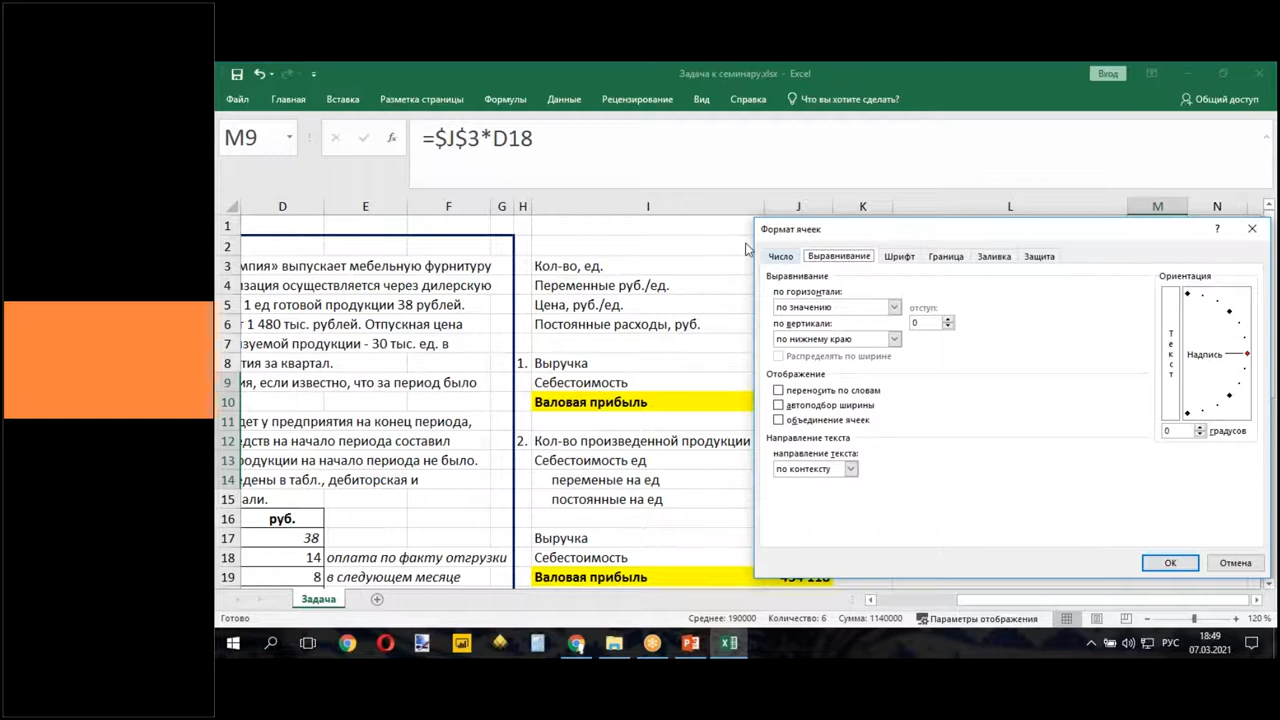 Задача к семинару.xlsx - Excel
Вход
Файл Главная Вставка Разметка страницы Формулы Данные Рецензирование Вид Справка Что вы хотите сделать? Общий доступ
M9 fx =$J$3*D18
D E F G H I J K L M N
1
2
3 мпия» выпускает мебельную фурнитуру Кол-во, ед.
4 изация осуществляется через дилерскую Переменные руб./ед.
5 1 ед готовой продукции 38 рублей. Цена, руб./ед.
6 т 1 480 тыс. рублей. Отпускная цена Постоянные расходы, руб.
7 зуемой продукции - 30 тыс. ед. в
8 тия за квартал. 1. Выручка
9 ия, если известно, что за период было Себестоимость
10 Валовая прибыль
11 дет у предприятия на конец периода,
12 едств на начало периода составил 2. Кол-во произведенной продукции
13 родукции на начало периода не было. Себестоимость ед
14 едены в табл., дебиторская и переменые на ед
15 али. постоянные на ед
16 руб.
17 38 Выручка
18 14 оплата по факту отгрузки Себестоимость
19 8 в следующем месяце Валовая прибыль
Формат ячеек ?
Число Выравнивание Шрифт Граница Заливка Защита
Выравнивание
по горизонтали:
по значению
отступ:
0
по вертикали:
по нижнему краю
Распределять по ширине
Отображение
переносить по словам
автоподбор ширины
объединение ячеек
Направление текста
направление текста:
по контексту
Ориентация
Текст
Надпись
0 градусов
ОК Отмена
Задача
Готово Среднее: 190000 Количество: 6 Сумма: 1140000 Параметры отображения 120 %
РУС
18:49
07.03.2021